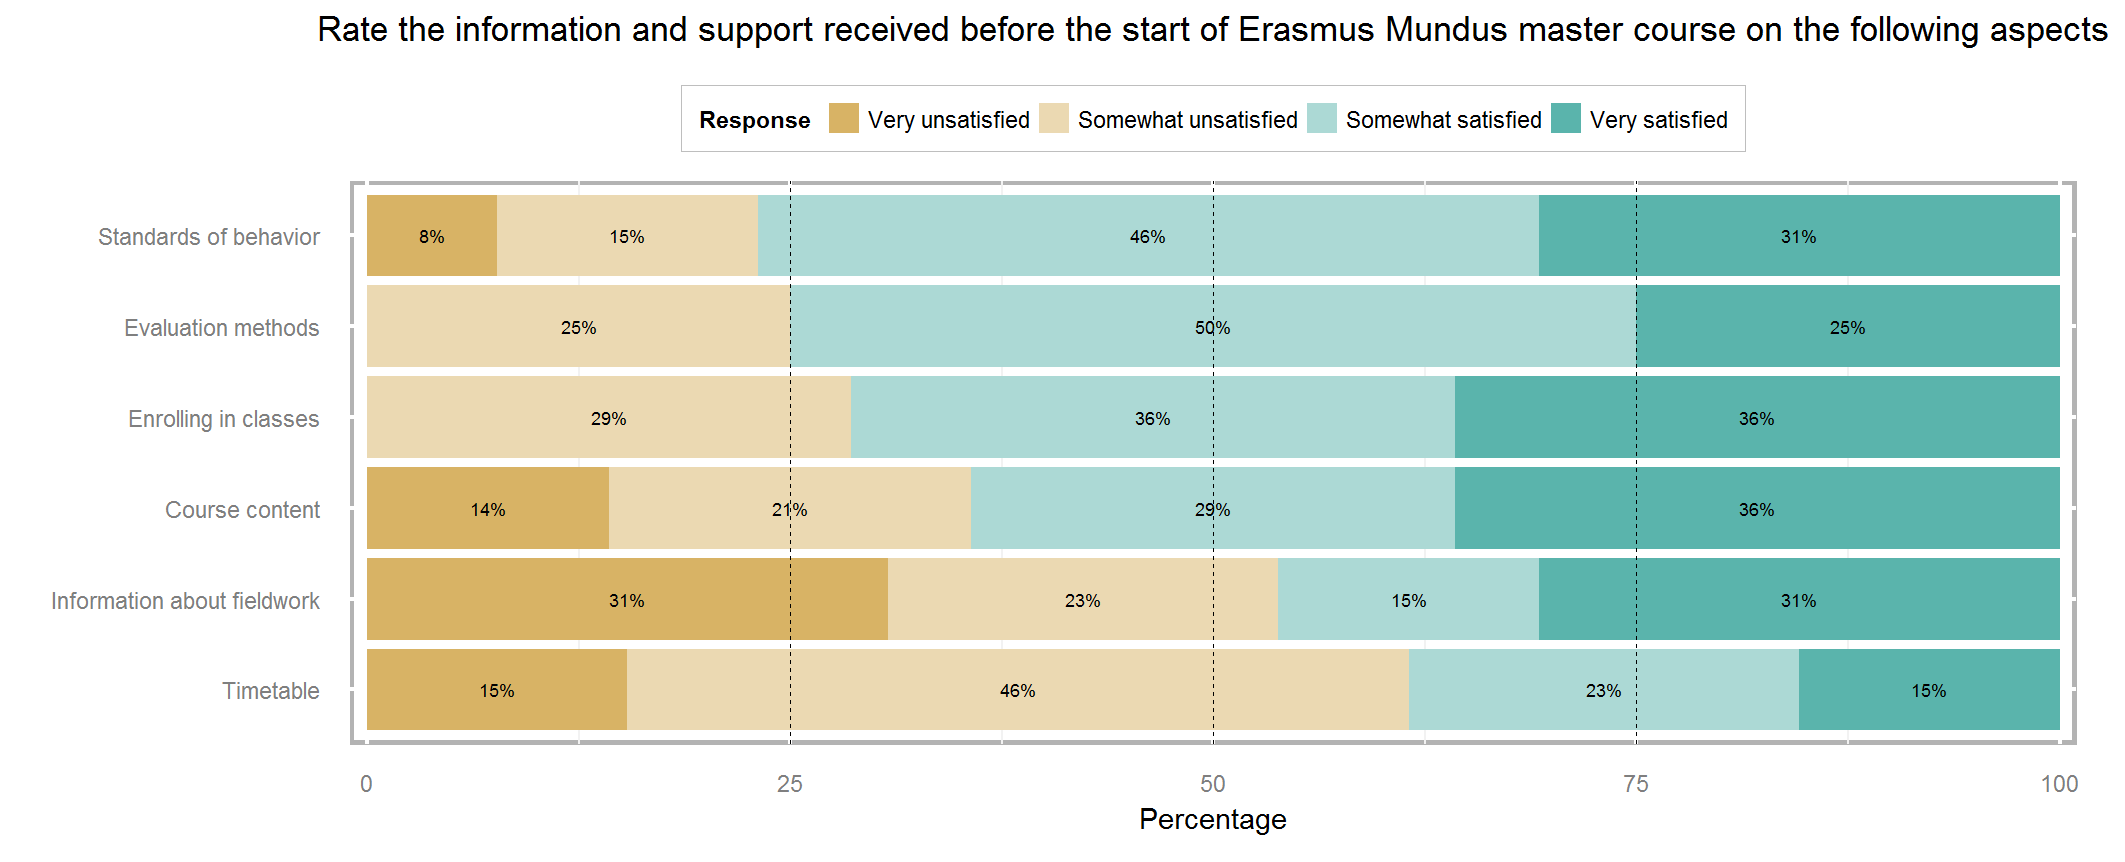 Rate the information and support received before the start of Erasmus Mundus master course on the following aspects
Response Very unsatisfied Somewhat unsatisfied Somewhat satisfied Very satisfied
Standards of behavior 8% 15% 46% 31%
Evaluation methods 25% 50% 25%
Enrolling in classes 29% 36% 36%
Course content 14% 21% 29% 36%
Information about fieldwork 31% 23% 15% 31%
Timetable 15% 46% 23% 15%
0 25 50 75 100
Percentage